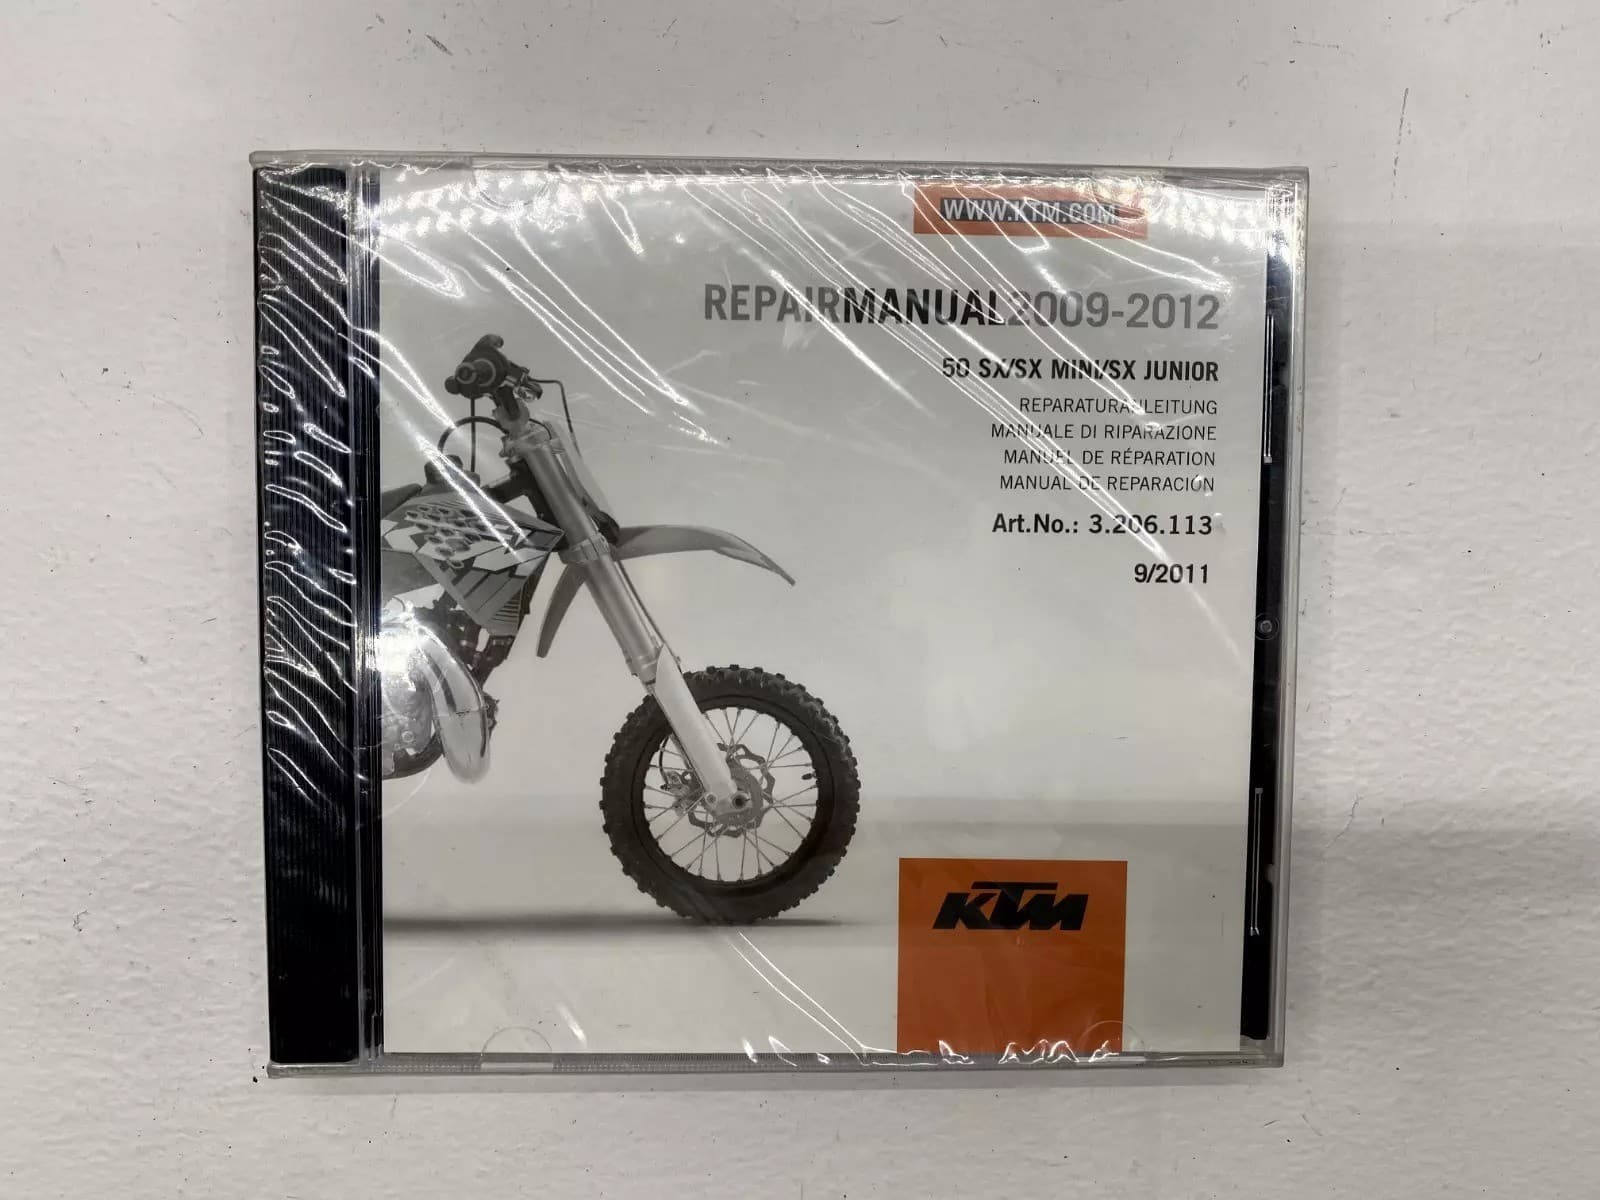 WWW.KTM.COM
REPAIRMANUAL2009-2012
50 SX/SX MINI/SX JUNIOR
REPARATURANLEITUNG
MANUALE DI RIPARAZIONE
MANUEL DE RÉPARATION
MANUAL DE REPARACIÓN
Art.No.: 3.206.113
9/2011
KTM